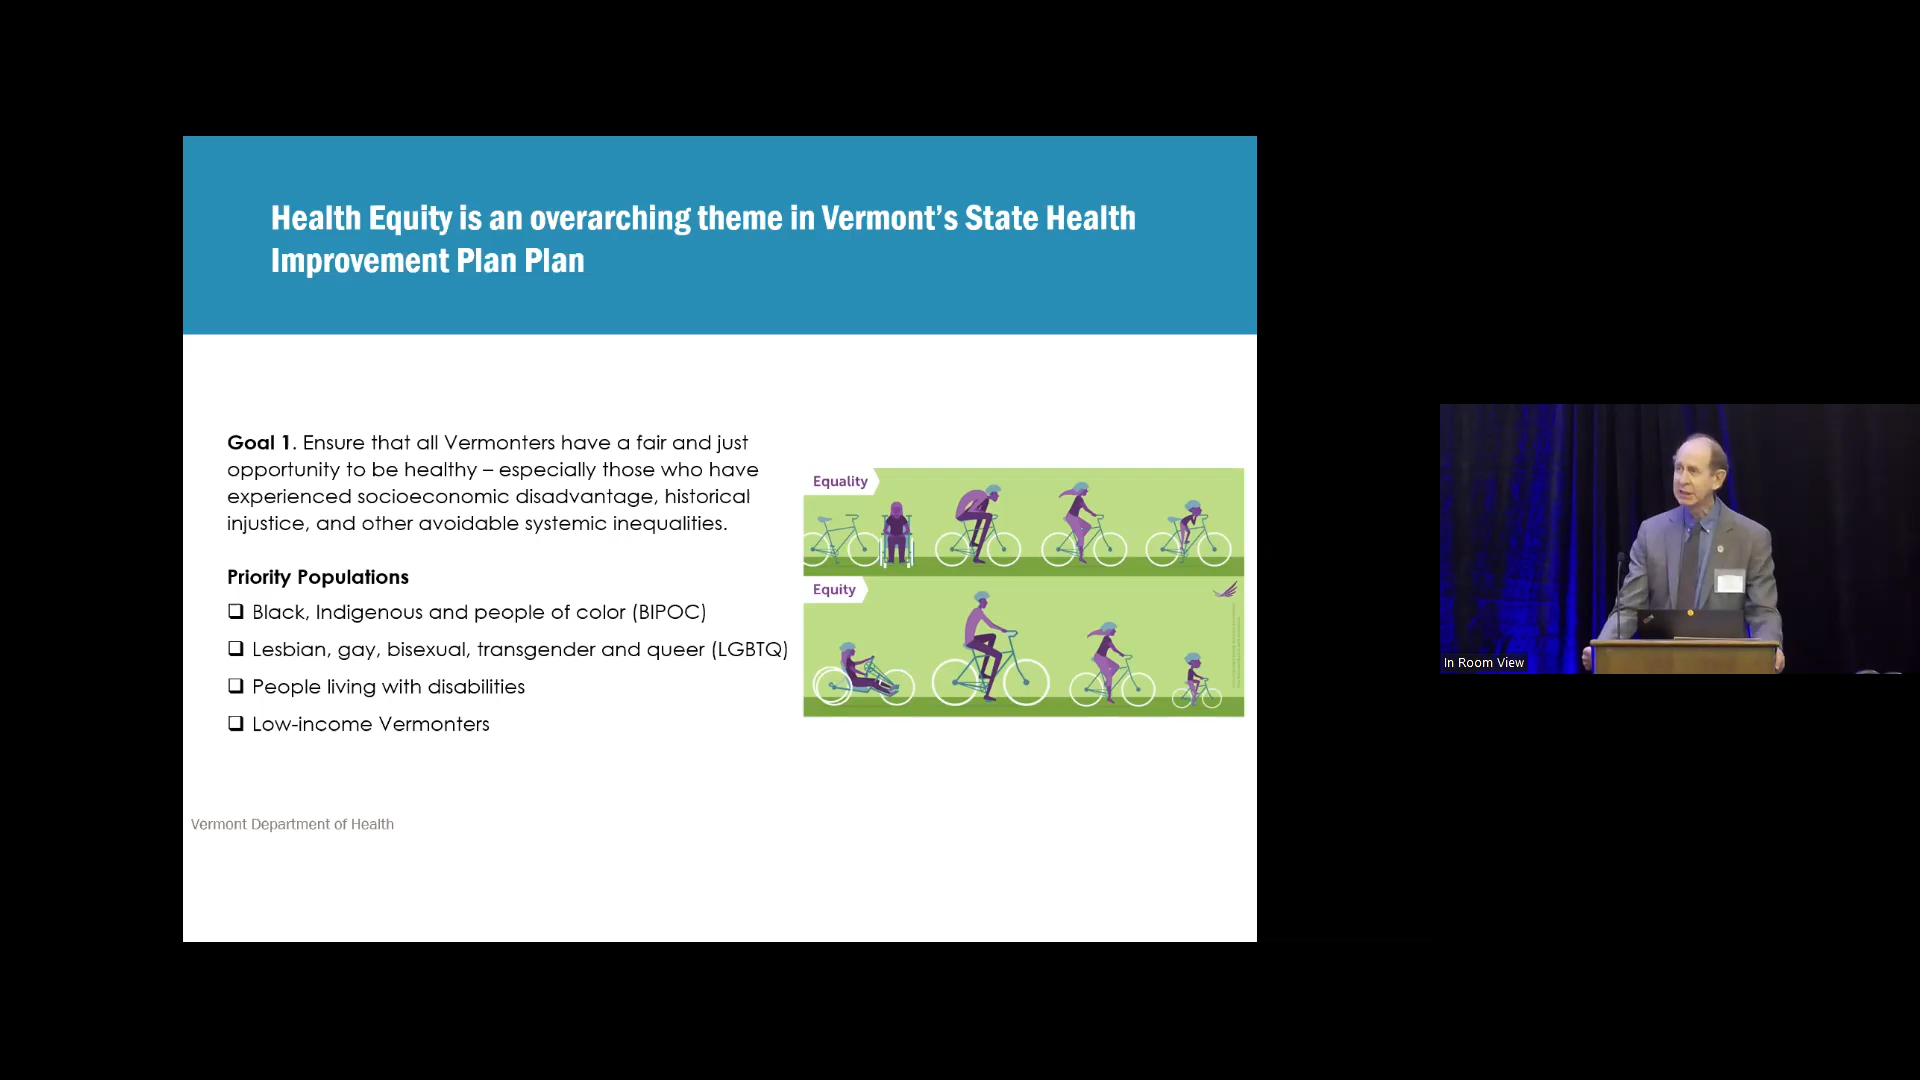 Health Equity is an overarching theme in Vermont's State Health
Improvement Plan Plan
Goal 1. Ensure that all Vermonters have a fair and just
opportunity to be healthy – especially those who have
experienced socioeconomic disadvantage, historical
injustice, and other avoidable systemic inequalities.
Priority Populations
❑ Black, Indigenous and people of color (BIPOC)
❑ Lesbian, gay, bisexual, transgender and queer (LGBTQ)
❑ People living with disabilities
❑ Low-income Vermonters
Equality
Equity
Vermont Department of Health
In Room View